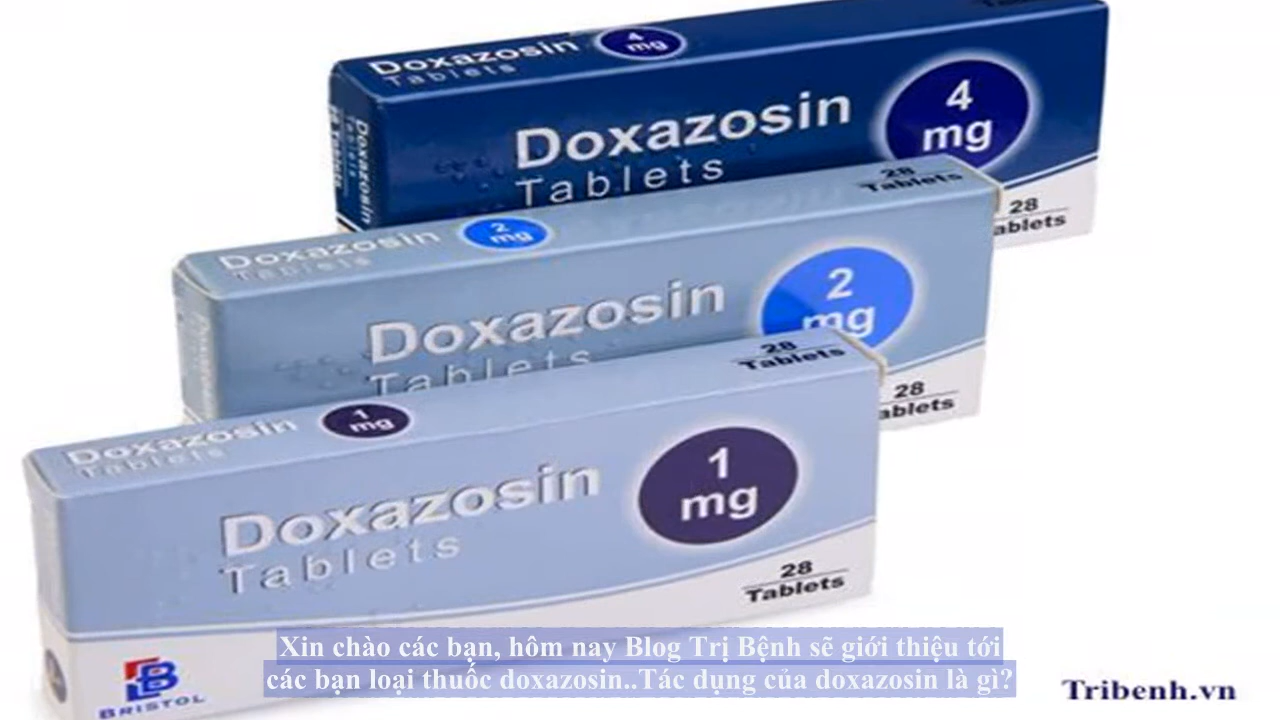 Doxazosin 4 mg
Tablets
Doxazosin
Tablets
4
mg
Doxazosin
Tablets
28
Tablets
28
Doxazosin 2 mg
Tablets
Doxazosin
Tablets
2
mg
28
Tablets
28
Doxazosin 1 mg
Tablets
Doxazosin
Tablets
1
mg
28
Tablets
BRISTOL
Xin chào các bạn, hôm nay Blog Trị Bệnh sẽ giới thiệu tới
các bạn loại thuốc doxazosin..Tác dụng của doxazosin là gì?
Tribenh.vn